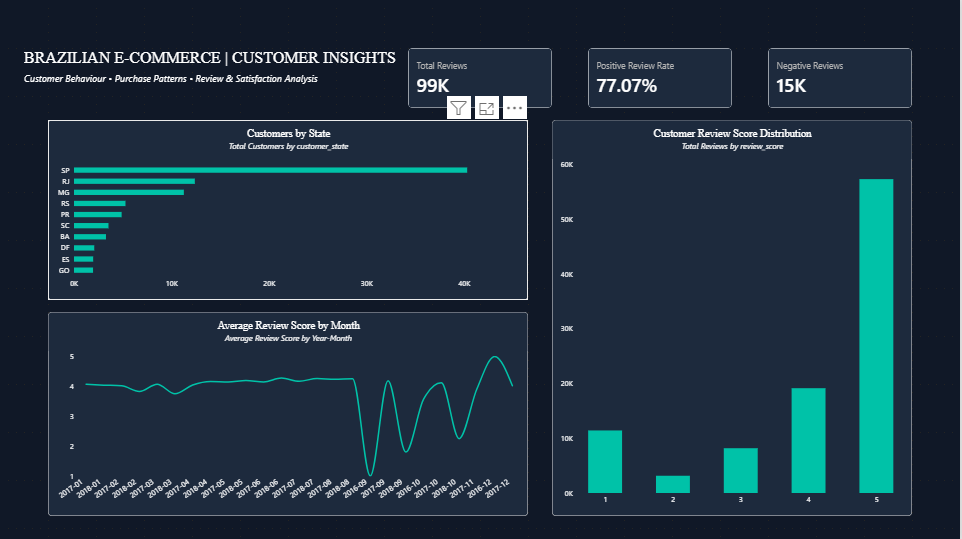 BRAZILIAN E-COMMERCE | CUSTOMER INSIGHTS
Customer Behaviour • Purchase Patterns • Review & Satisfaction Analysis
Total Reviews
99K
Positive Review Rate
77.07%
Negative Reviews
15K
Customers by State
Total Customers by customer_state
SP
RJ
MG
RS
PR
SC
BA
DF
ES
GO
0K 10K 20K 30K 40K
Average Review Score by Month
Average Review Score by Year-Month
5
4
3
2
1
2017-01 2018-01 2017-02 2018-02 2017-03 2018-03 2017-04 2018-04 2017-05 2018-05 2017-06 2018-06 2017-07 2018-07 2017-08 2018-08 2016-09 2017-09 2018-09 2016-10 2017-10 2018-10 2017-11 2016-12 2017-12
Customer Review Score Distribution
Total Reviews by review_score
60K
50K
40K
30K
20K
10K
0K
1 2 3 4 5